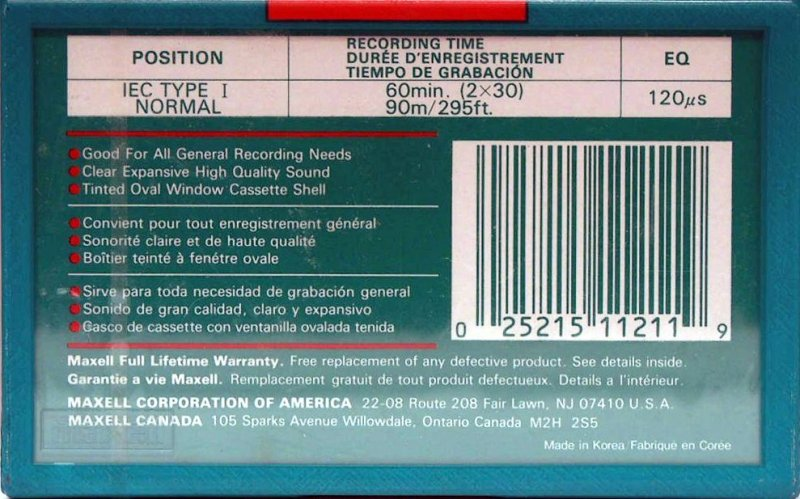 POSITION
RECORDING TIME
DURÉE D'ENREGISTREMENT
TIEMPO DE GRABACIÓN
EQ
IEC TYPE I
NORMAL
60min. (2×30)
90m/295ft.
120µs
Good For All General Recording Needs
Clear Expansive High Quality Sound
Tinted Oval Window Cassette Shell
Convient pour tout enregistrement général
Sonorité claire et de haute qualité
Boîtier teinté à fenétre ovale
Sirve para toda necesidad de grabación general
Sonido de gran calidad, claro y expansivo
Casco de cassette con ventanilla ovalada tenida
0 25215 11211 9
Maxell Full Lifetime Warranty. Free replacement of any defective product. See details inside.
Garantie a vie Maxell. Remplacement gratuit de tout produit defectueux. Details a l'intérieur.
MAXELL CORPORATION OF AMERICA 22-08 Route 208 Fair Lawn, NJ 07410 U.S.A.
MAXELL CANADA 105 Sparks Avenue Willowdale, Ontario Canada M2H 2S5
Made in Korea/Fabriqué en Corée